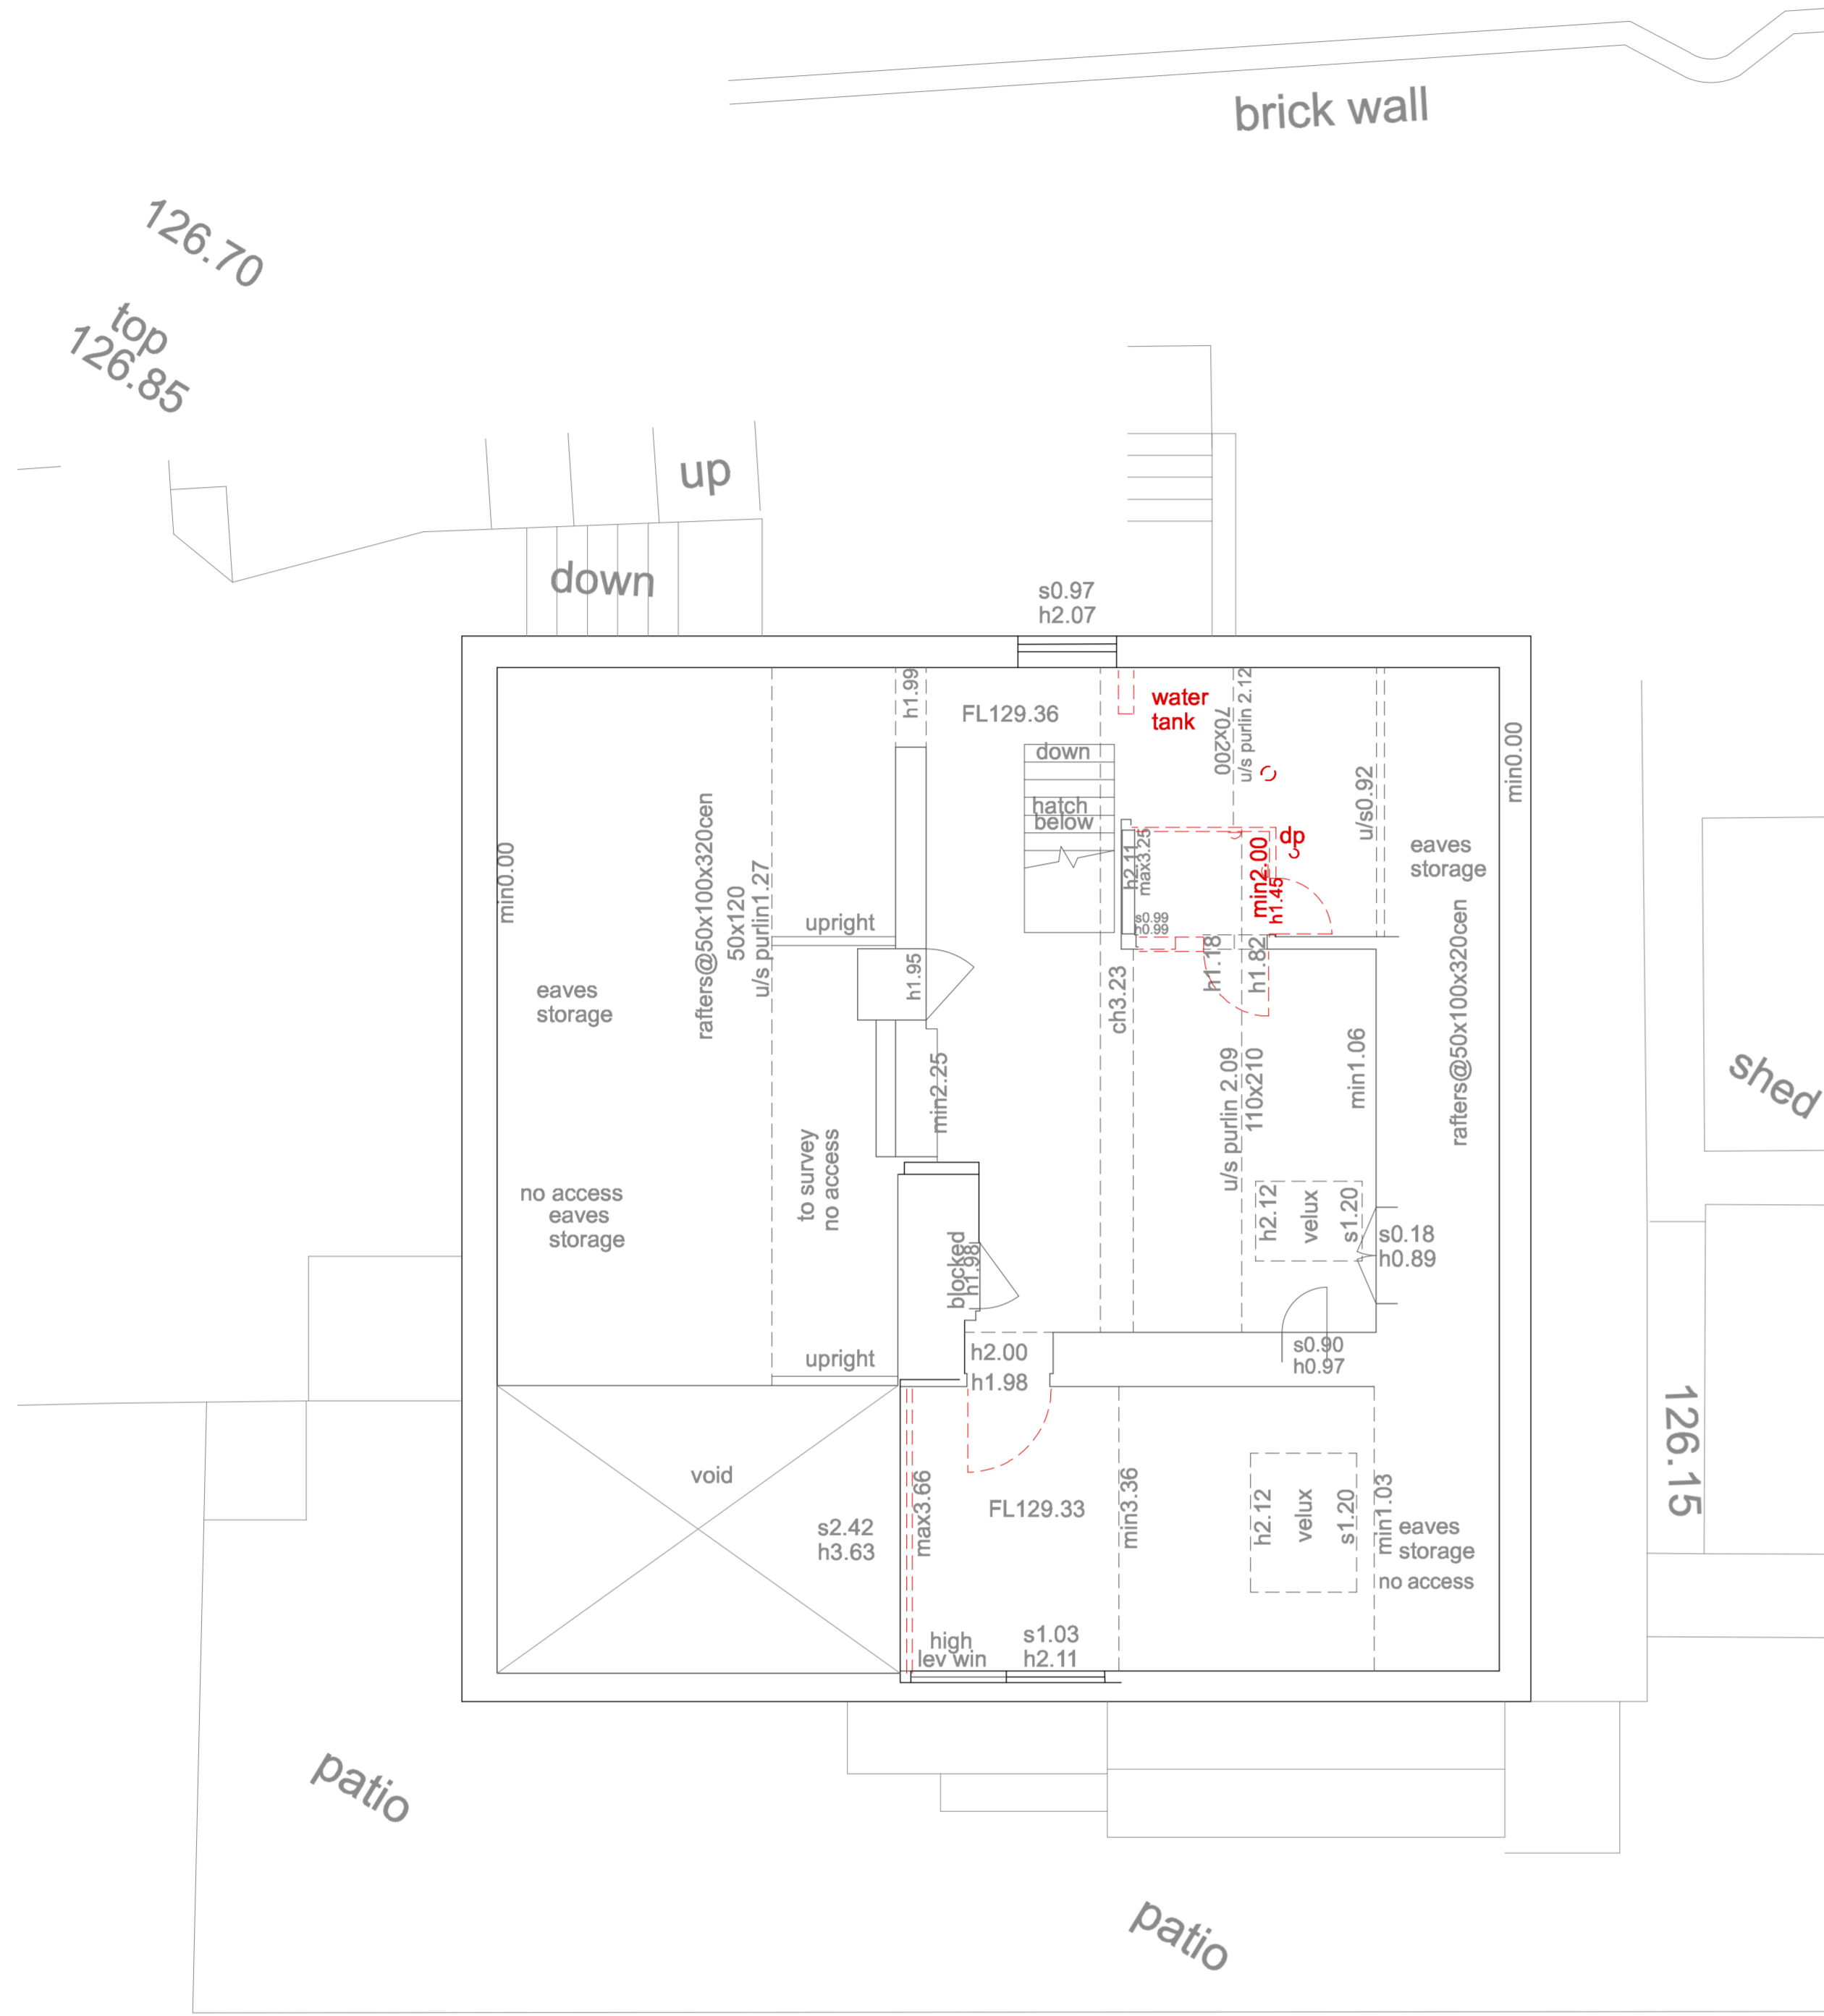 brick wall
126.70
top
126.85
up
down
s0.97
h2.07
h1.99
FL129.36
water
tank
70x200
u/s purlin 2.12
min0.00
down
hatch
below
h2.11
max3.25
min2.00
h1.45
dp
u/s0.92
eaves
storage
min0.00
rafters@50x100x320cen
50x120
u/s purlin1.27
upright
s0.99
h0.99
h1.95
h1.18
h1.82
ch3.23
eaves
storage
min2.25
u/s purlin 2.09
110x210
min1.06
rafters@50x100x320cen
shed
to survey
no access
no access
eaves
storage
blocked
h1.98
h2.12
velux
s1.20
s0.18
h0.89
upright
h2.00
h1.98
s0.90
h0.97
126.15
void
s2.42
h3.63
max3.66
FL129.33
min3.36
h2.12
velux
s1.20
min1.03
eaves
storage
no access
high
lev win
s1.03
h2.11
patio
patio